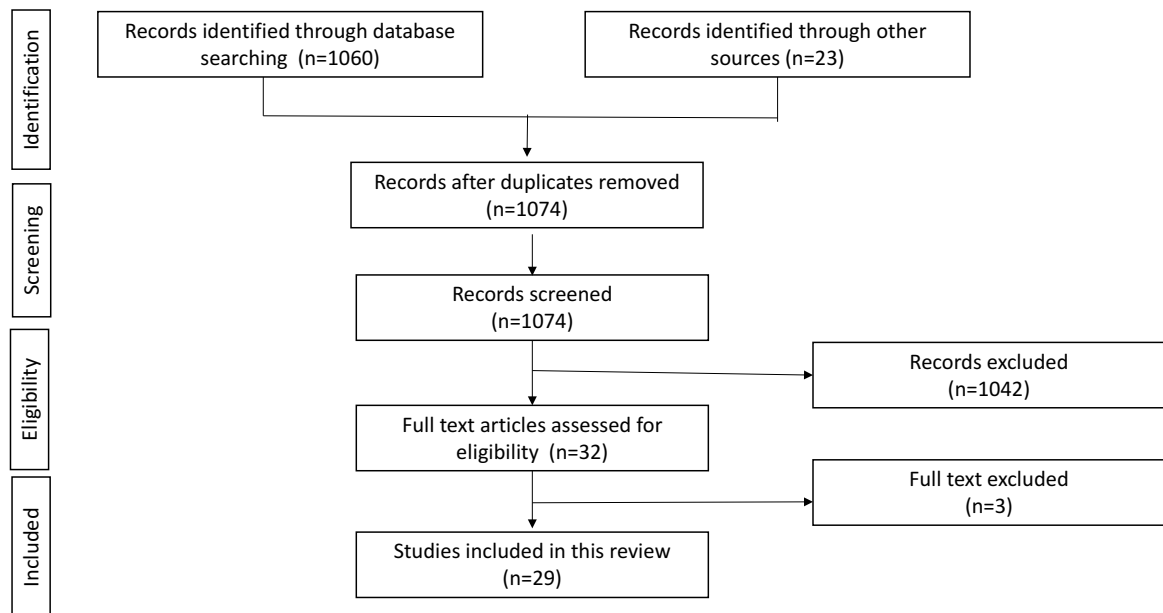 Identification
Records identified through database
searching (n=1060)
Records identified through other
sources (n=23)
Records after duplicates removed
(n=1074)
Screening
Records screened
(n=1074)
Eligibility
Records excluded
(n=1042)
Full text articles assessed for
eligibility (n=32)
Included
Full text excluded
(n=3)
Studies included in this review
(n=29)